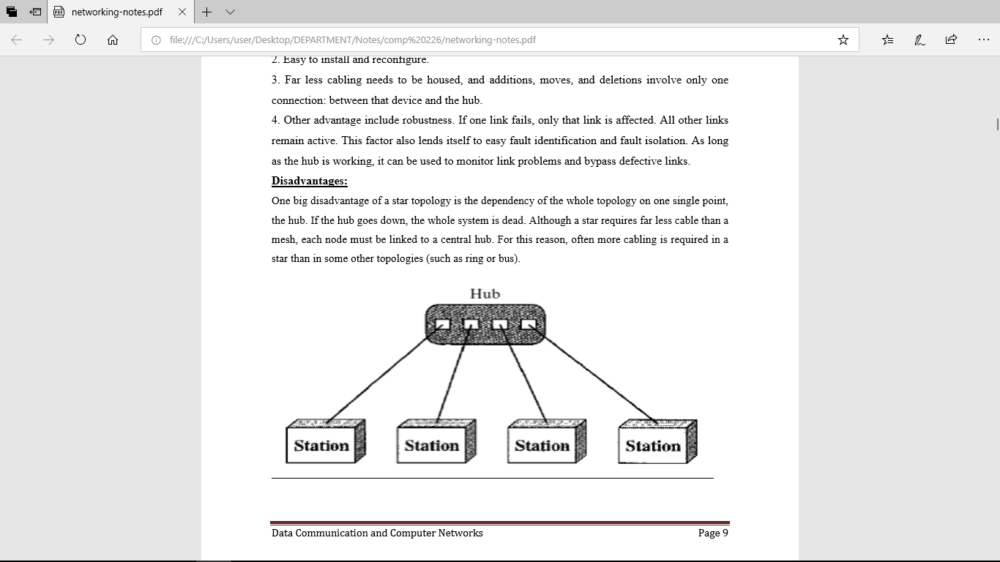 networking-notes.pdf
file:///C:/Users/user/Desktop/DEPARTMENT/Notes/comp%20226/networking-notes.pdf
2. Easy to install and reconfigure.
3. Far less cabling needs to be housed, and additions, moves, and deletions involve only one
connection: between that device and the hub.
4. Other advantage include robustness. If one link fails, only that link is affected. All other links
remain active. This factor also lends itself to easy fault identification and fault isolation. As long
as the hub is working, it can be used to monitor link problems and bypass defective links.
Disadvantages:
One big disadvantage of a star topology is the dependency of the whole topology on one single point,
the hub. If the hub goes down, the whole system is dead. Although a star requires far less cable than a
mesh, each node must be linked to a central hub. For this reason, often more cabling is required in a
star than in some other topologies (such as ring or bus).
Hub
Station Station Station Station
Data Communication and Computer Networks Page 9